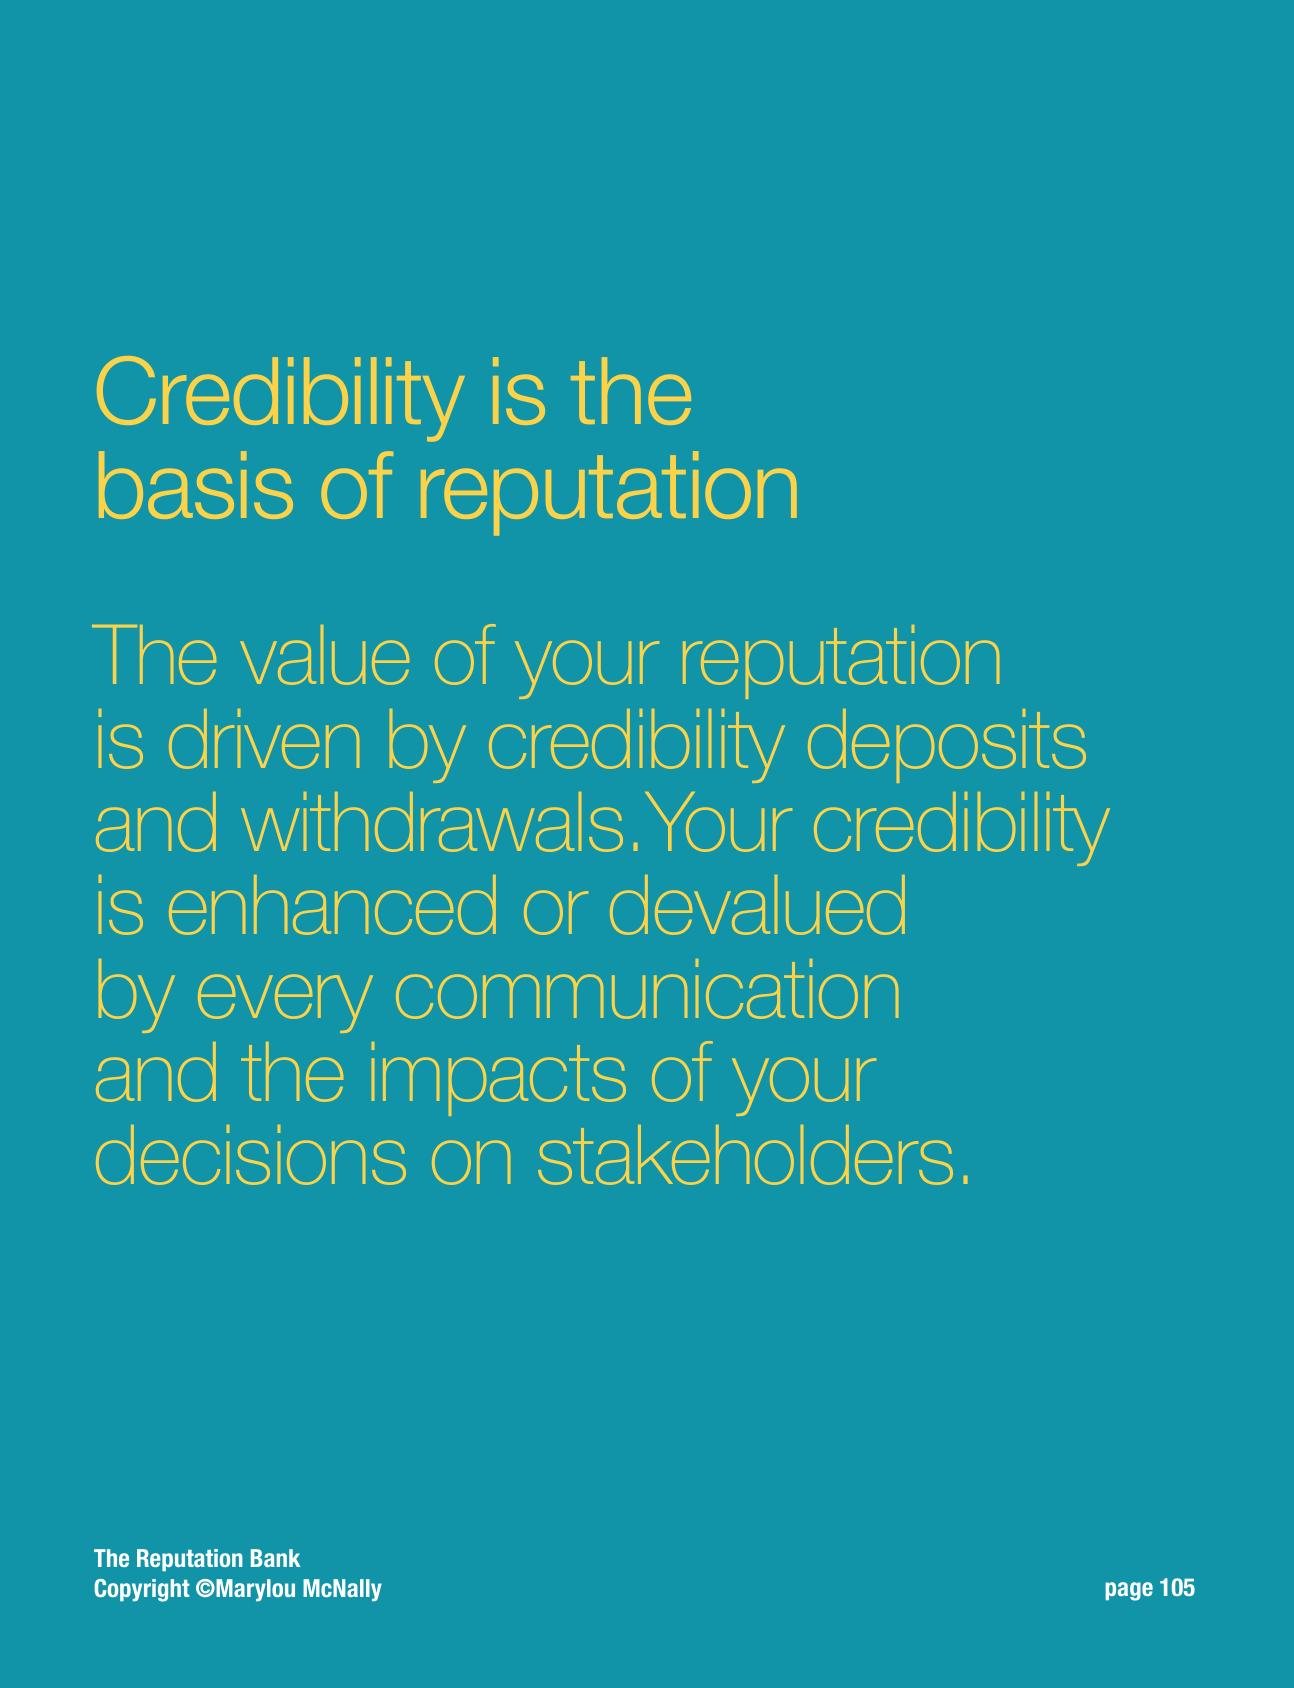 Credibility is the
basis of reputation
The value of your reputation
is driven by credibility deposits
and withdrawals. Your credibility
is enhanced or devalued
by every communication
and the impacts of your
decisions on stakeholders.
The Reputation Bank
Copyright ©Marylou McNally
page 105